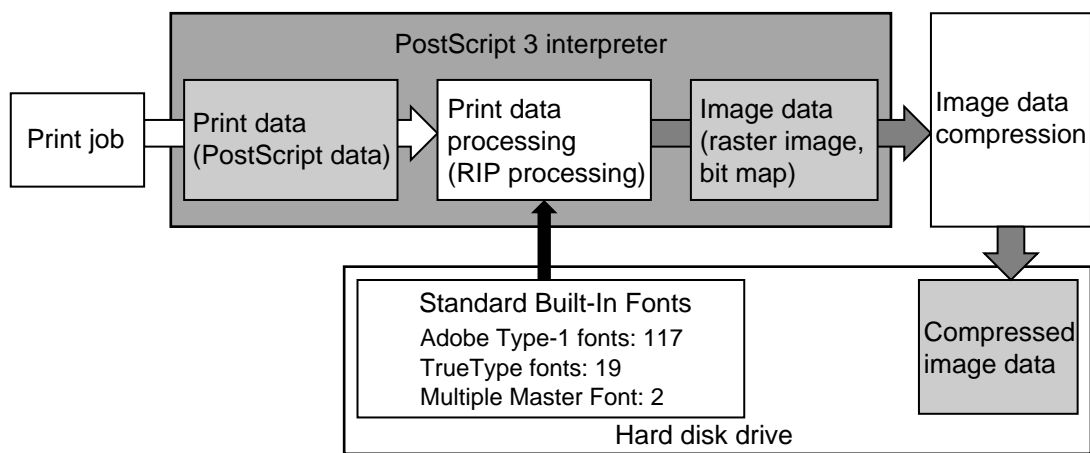 PostScript 3 interpreter
Print job
Print data
(PostScript data)
Print data
processing
(RIP processing)
Image data
(raster image,
bit map)
Image data
compression
Standard Built-In Fonts
Adobe Type-1 fonts: 117
TrueType fonts: 19
Multiple Master Font: 2
Compressed
image data
Hard disk drive